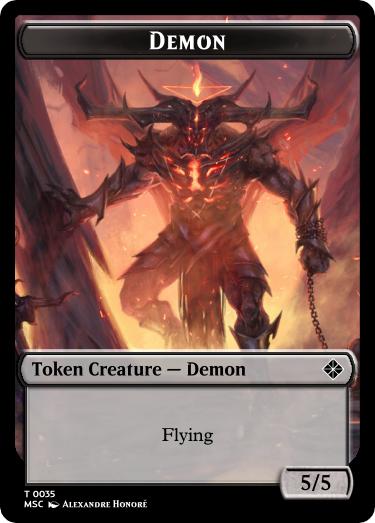 Demon
Token Creature — Demon
Flying
5/5
T 0035
MSC Alexandre Honoré